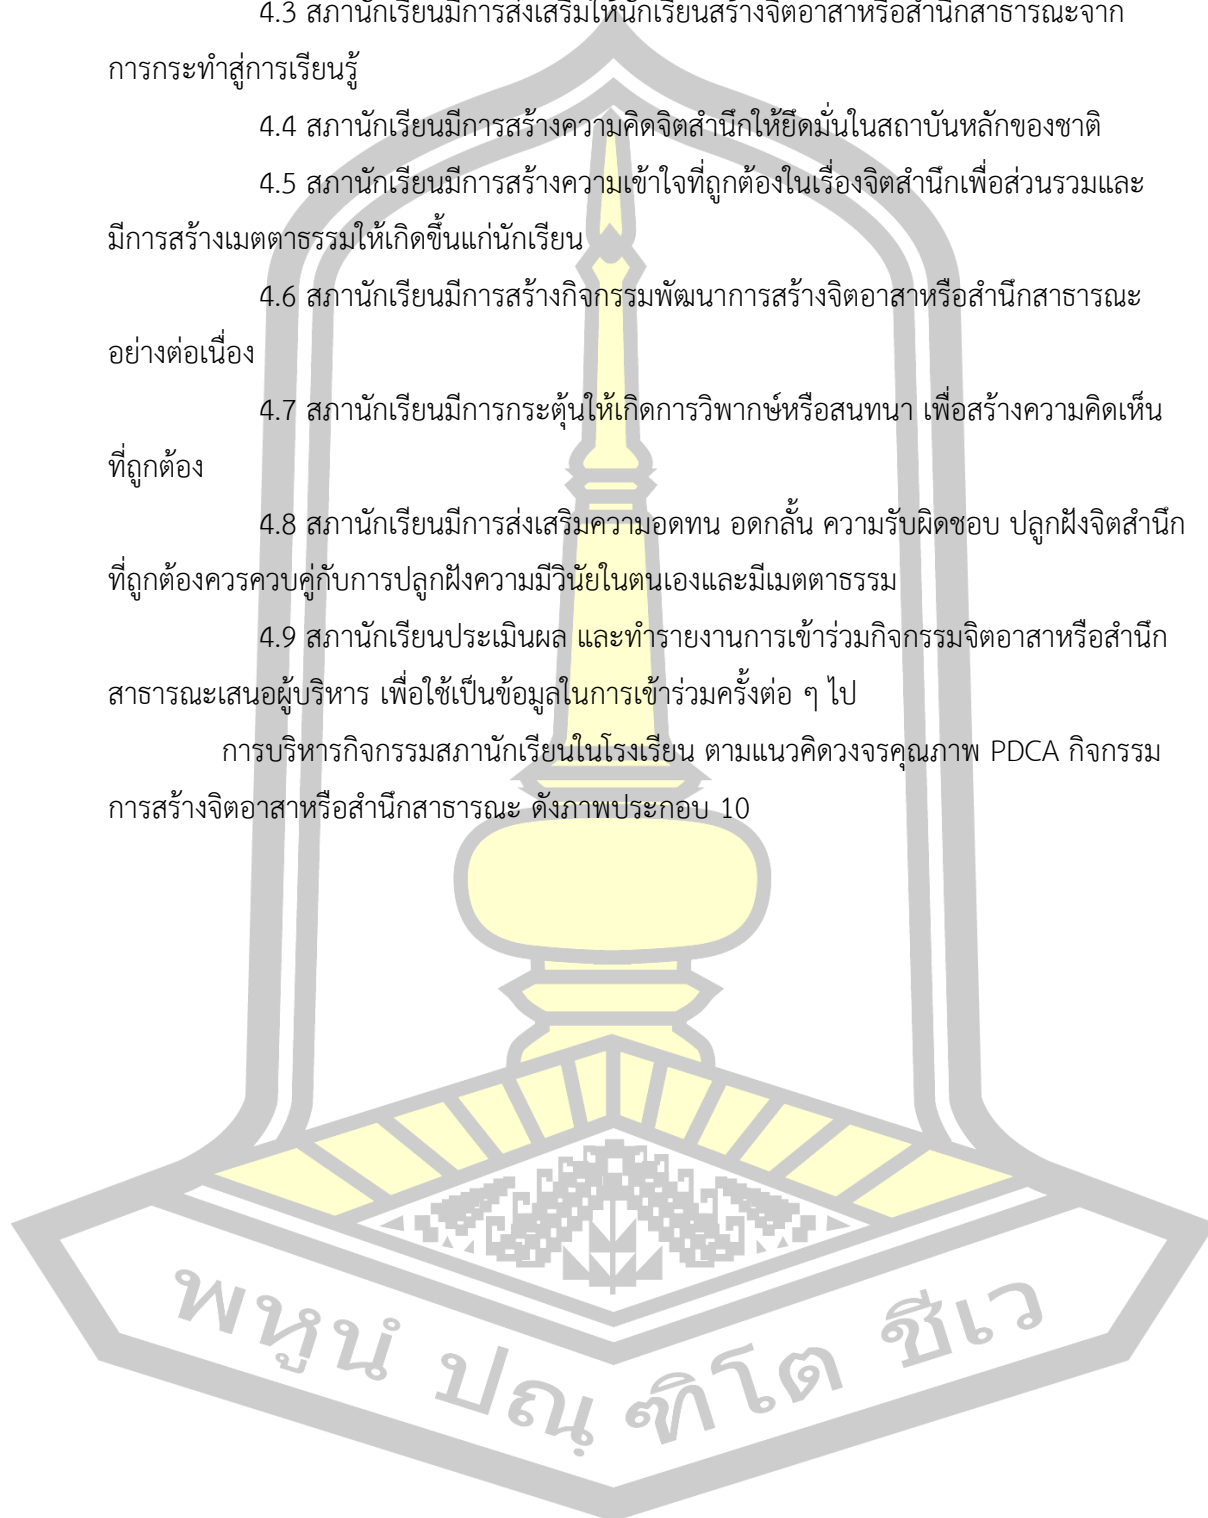 4.3 สภานักเรียนมีการส่งเสริมให้นักเรียนสร้างจิตอาสาหรือสำนึกสาธารณะจาก
การกระทำสู่การเรียนรู้
4.4 สภานักเรียนมีการสร้างความคิดจิตสำนึกให้ยึดมั่นในสถาบันหลักของชาติ
4.5 สภานักเรียนมีการสร้างความเข้าใจที่ถูกต้องในเรื่องจิตสำนึกเพื่อส่วนรวมและ
มีการสร้างเมตตาธรรมให้เกิดขึ้นแก่นักเรียน
4.6 สภานักเรียนมีการสร้างกิจกรรมพัฒนาการสร้างจิตอาสาหรือสำนึกสาธารณะ
อย่างต่อเนื่อง
4.7 สภานักเรียนมีการกระตุ้นให้เกิดการวิพากษ์หรือสนทนา เพื่อสร้างความคิดเห็น
ที่ถูกต้อง
4.8 สภานักเรียนมีการส่งเสริมความอดทน อดกลั้น ความรับผิดชอบ ปลูกฝังจิตสำนึก
ที่ถูกต้องควรควบคู่กับการปลูกฝังความมีวินัยในตนเองและมีเมตตาธรรม
4.9 สภานักเรียนประเมินผล และทำรายงานการเข้าร่วมกิจกรรมจิตอาสาหรือสำนึก
สาธารณะเสนอผู้บริหาร เพื่อใช้เป็นข้อมูลในการเข้าร่วมครั้งต่อ ๆ ไป
การบริหารกิจกรรมสภานักเรียนในโรงเรียน ตามแนวคิดวงจรคุณภาพ PDCA กิจกรรม
การสร้างจิตอาสาหรือสำนึกสาธารณะ ดังภาพประกอบ 10
พหูนํ ปณฺฑิโต ชีเว